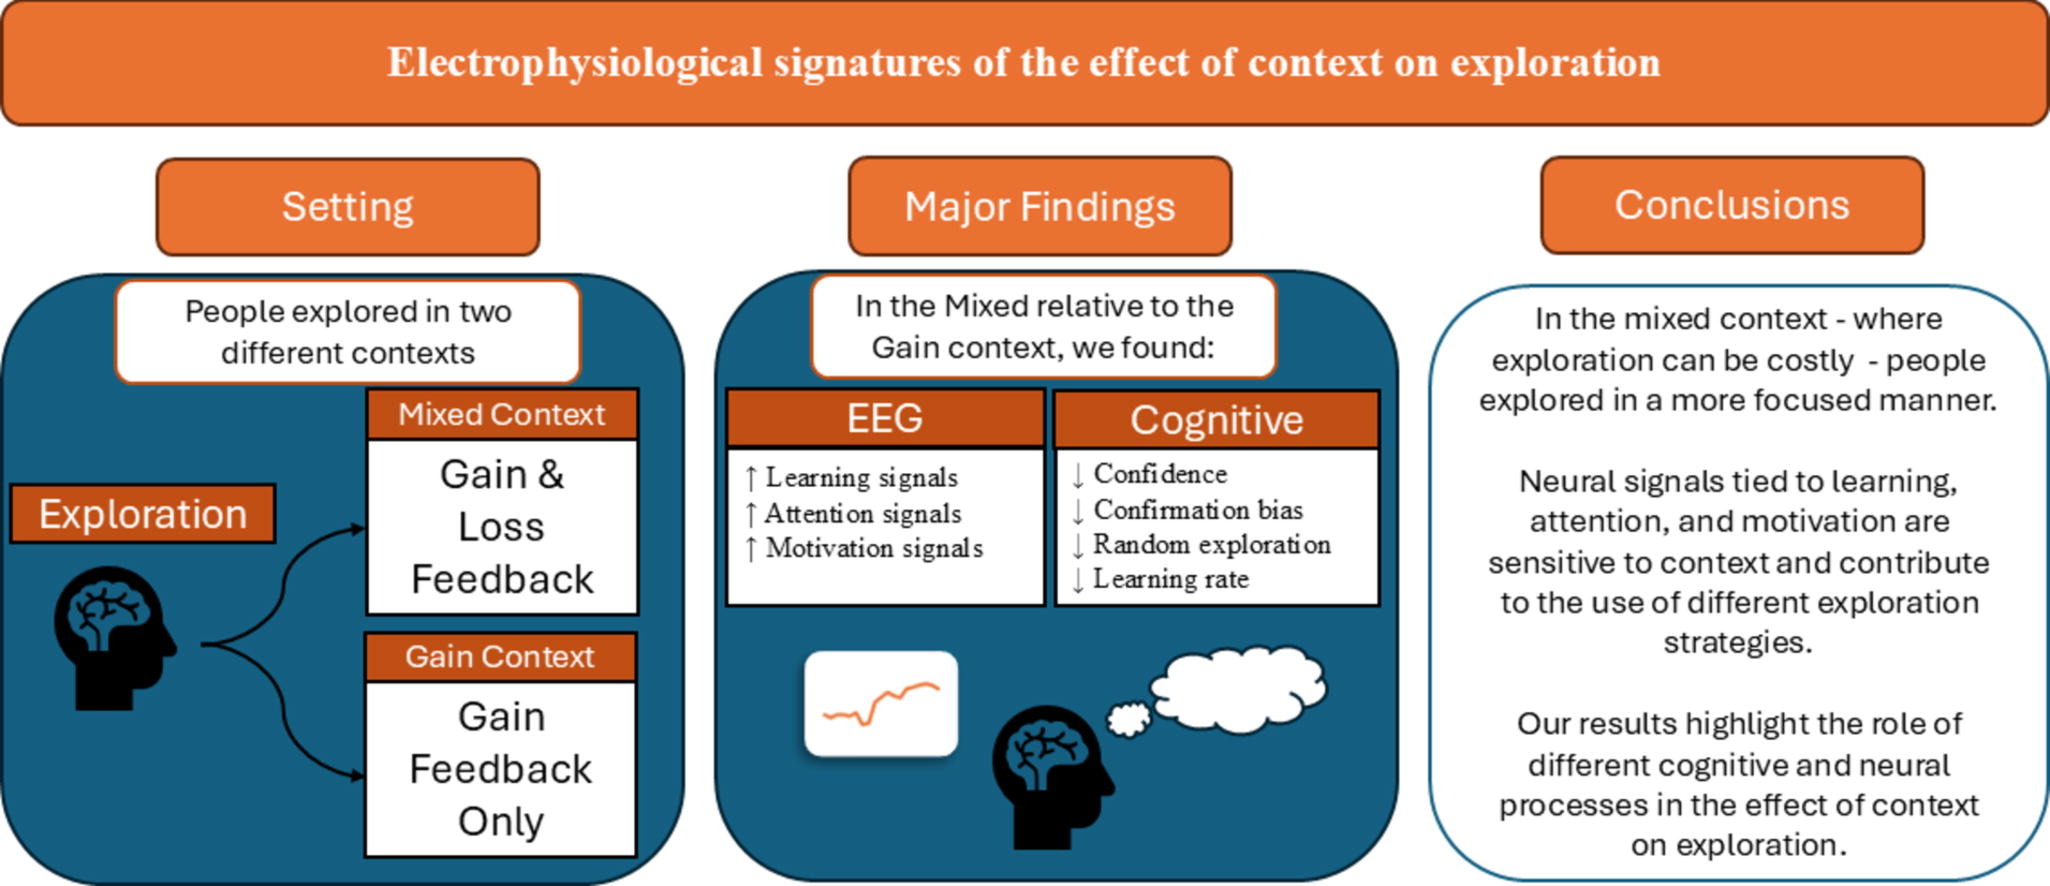 Electrophysiological signatures of the effect of context on exploration
Setting
People explored in two
different contexts
Exploration
Mixed Context
Gain &
Loss
Feedback
Gain Context
Gain
Feedback
Only
Major Findings
In the Mixed relative to the
Gain context, we found:
EEG
↑ Learning signals
↑ Attention signals
↑ Motivation signals
Cognitive
↓ Confidence
↓ Confirmation bias
↓ Random exploration
↓ Learning rate
Conclusions
In the mixed context - where
exploration can be costly - people
explored in a more focused manner.
Neural signals tied to learning,
attention, and motivation are
sensitive to context and contribute
to the use of different exploration
strategies.
Our results highlight the role of
different cognitive and neural
processes in the effect of context
on exploration.